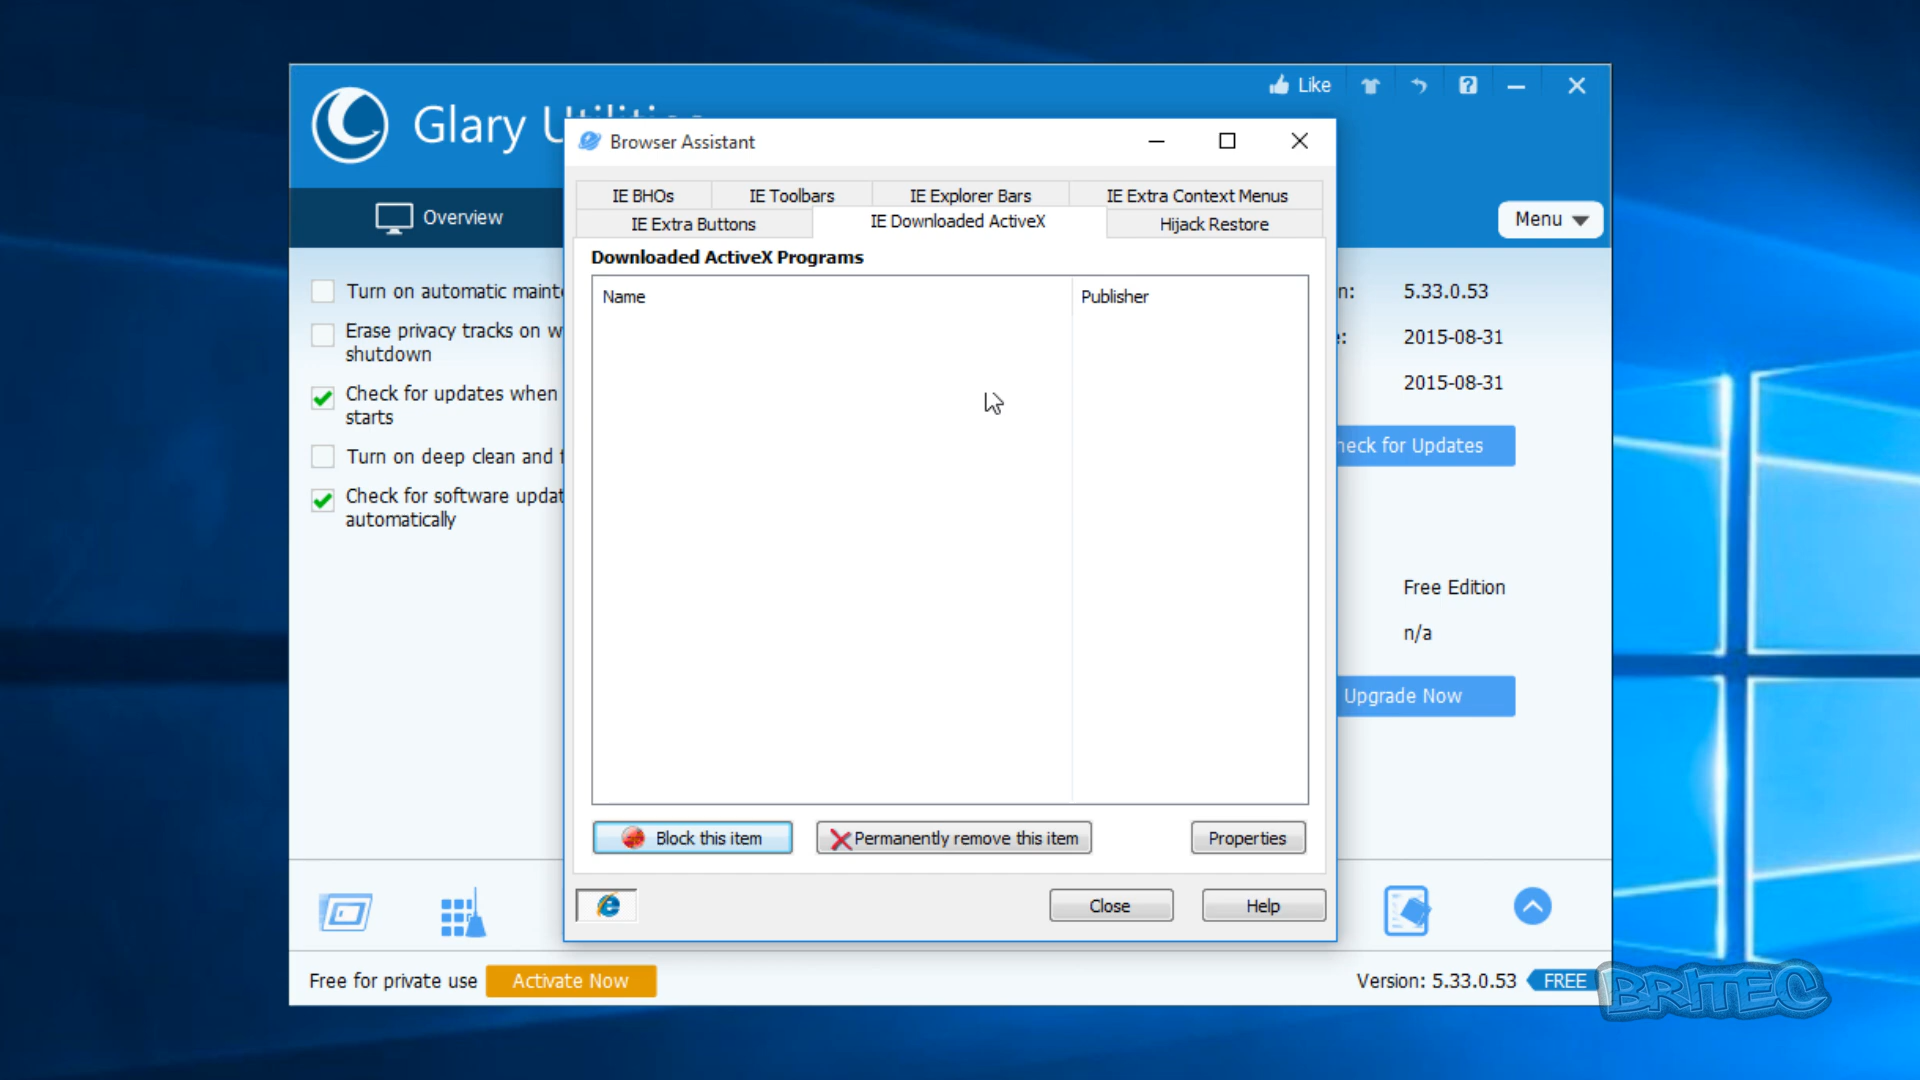 Like
Glary
Browser Assistant
IE BHOs
IE Toolbars
IE Explorer Bars
IE Extra Context Menus
IE Extra Buttons
IE Downloaded ActiveX
Hijack Restore
Overview
Menu
Downloaded ActiveX Programs
Name
Publisher
Turn on automatic
Erase privacy tracks on
shutdown
Check for updates when
starts
Turn on deep clean and
Check for software
automatically
5.33.0.53
2015-08-31
2015-08-31
for Updates
Free Edition
n/a
Upgrade Now
Block this item
Permanently remove this item
Properties
Close
Help
Free for private use
Activate Now
Version: 5.33.0.53
FREE
BRITEC